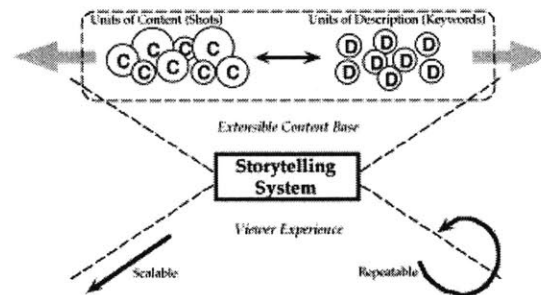 Units of Content (Shots) Units of Description (Keywords)
C C C C C C C
D D D D D D D D D
Extensible Content Base
Storytelling
System
Viewer Experience
Scalable
Repeatable